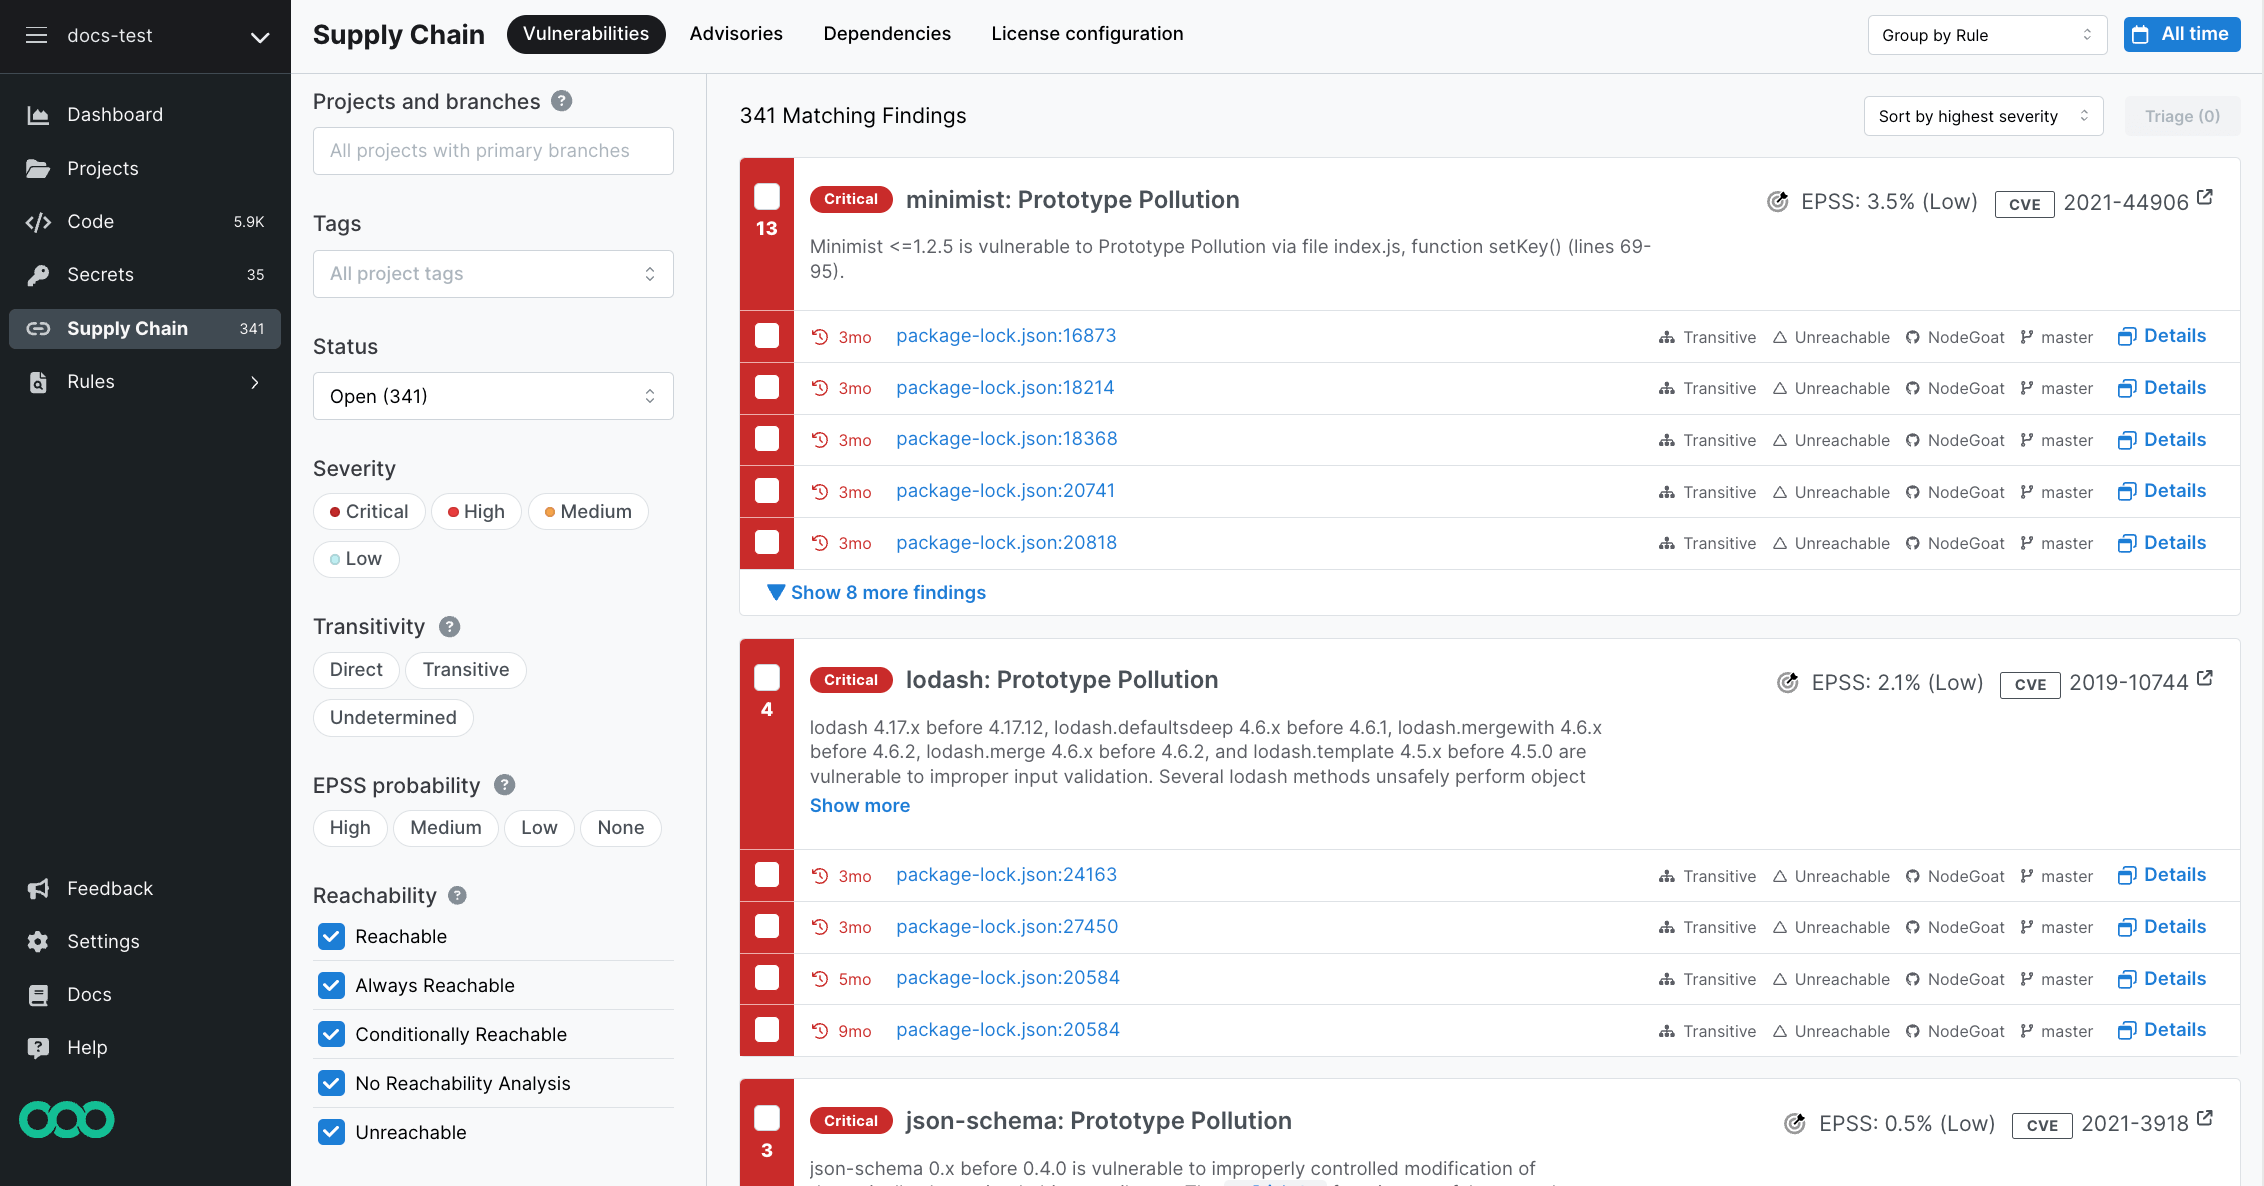 docs-test
Dashboard
Projects
Code 5.9K
Secrets 35
Supply Chain 341
Rules
Feedback
Settings
Docs
Help
Supply Chain Vulnerabilities Advisories Dependencies License configuration Group by Rule All time
Projects and branches ?
All projects with primary branches
Tags
All project tags
Status
Open (341)
Severity
Critical High Medium
Low
Transitivity ?
Direct Transitive
Undetermined
EPSS probability ?
High Medium Low None
Reachability ?
Reachable
Always Reachable
Conditionally Reachable
No Reachability Analysis
Unreachable
341 Matching Findings Sort by highest severity Triage (0)
13 Critical minimist: Prototype Pollution EPSS: 3.5% (Low) CVE 2021-44906
Minimist <=1.2.5 is vulnerable to Prototype Pollution via file index.js, function setKey() (lines 69-
95).
3mo package-lock.json:16873 Transitive Unreachable NodeGoat master Details
3mo package-lock.json:18214 Transitive Unreachable NodeGoat master Details
3mo package-lock.json:18368 Transitive Unreachable NodeGoat master Details
3mo package-lock.json:20741 Transitive Unreachable NodeGoat master Details
3mo package-lock.json:20818 Transitive Unreachable NodeGoat master Details
Show 8 more findings
4 Critical lodash: Prototype Pollution EPSS: 2.1% (Low) CVE 2019-10744
lodash 4.17.x before 4.17.12, lodash.defaultsdeep 4.6.x before 4.6.1, lodash.mergewith 4.6.x
before 4.6.2, lodash.merge 4.6.x before 4.6.2, and lodash.template 4.5.x before 4.5.0 are
vulnerable to improper input validation. Several lodash methods unsafely perform object
Show more
3mo package-lock.json:24163 Transitive Unreachable NodeGoat master Details
3mo package-lock.json:27450 Transitive Unreachable NodeGoat master Details
5mo package-lock.json:20584 Transitive Unreachable NodeGoat master Details
9mo package-lock.json:20584 Transitive Unreachable NodeGoat master Details
3 Critical json-schema: Prototype Pollution EPSS: 0.5% (Low) CVE 2021-3918
json-schema 0.x before 0.4.0 is vulnerable to improperly controlled modification of